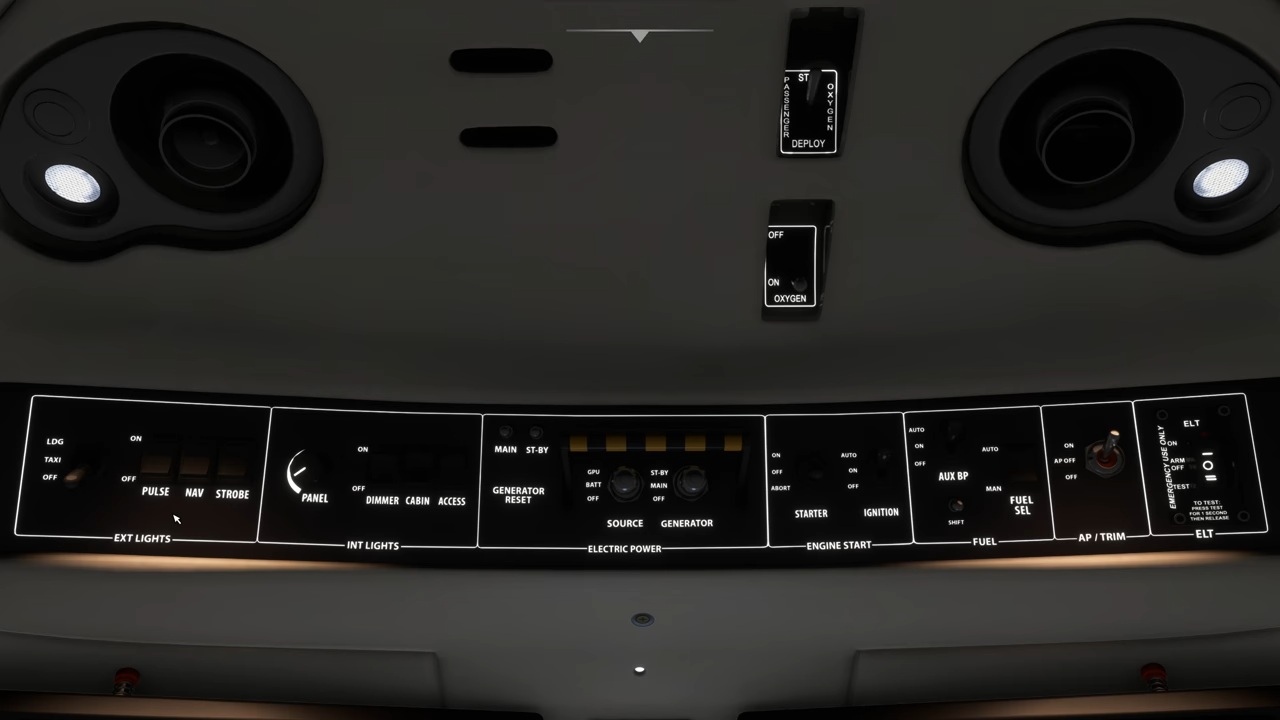 ST
PASSENGER
OXYGEN
DEPLOY
OFF
ON
OXYGEN
LDG
TAXI
OFF
ON
OFF
PULSE NAV STROBE
EXT LIGHTS
PANEL
ON
OFF
DIMMER CABIN ACCESS
INT LIGHTS
MAIN ST-BY
GENERATOR
RESET
GPU
BATT
OFF
SOURCE
ST-BY
MAIN
OFF
GENERATOR
ELECTRIC POWER
ON
OFF
ABORT
STARTER
AUTO
ON
OFF
IGNITION
ENGINE START
AUTO
ON
OFF
AUX BP
SHIFT
AUTO
MAN
FUEL
SEL
FUEL
ON
AP OFF
OFF
AP / TRIM
EMERGENCY USE ONLY
ELT
ON
ARM
OFF
TEST
TO TEST:
PRESS TEST
FOR 1 SECOND
THEN RELEASE
ELT